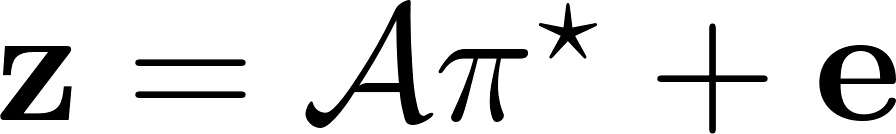 𝐳 = 𝒜π⋆ + 𝐞